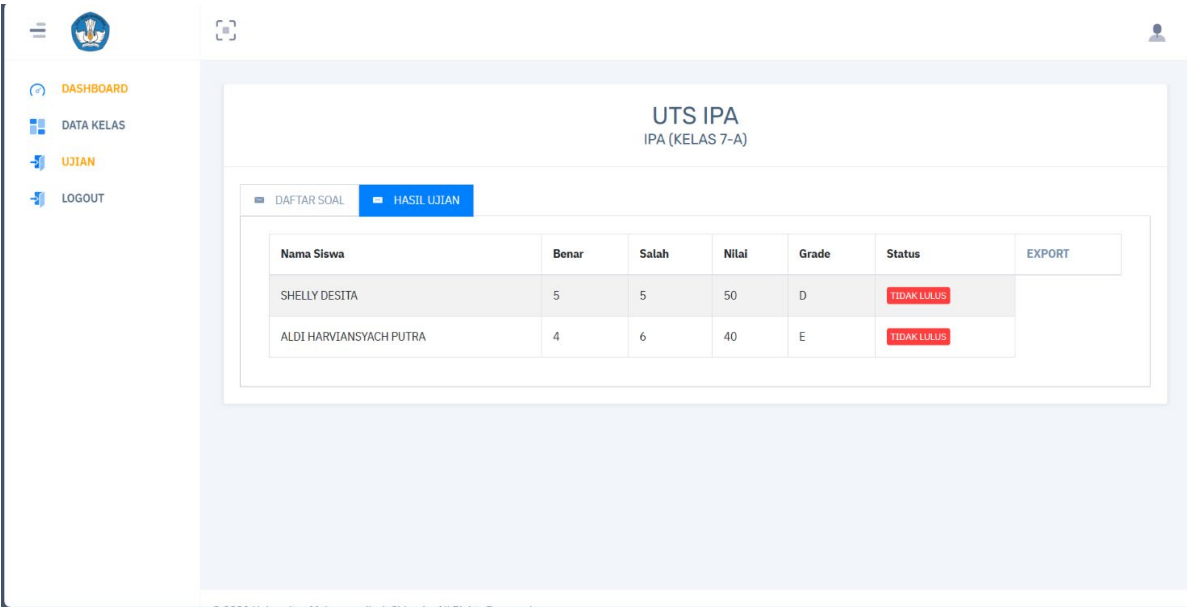 DASHBOARD
DATA KELAS
UJIAN
LOGOUT
UTS IPA
IPA (KELAS 7-A)
DAFTAR SOAL HASIL UJIAN
Nama Siswa Benar Salah Nilai Grade Status EXPORT
SHELLY DESITA 5 5 50 D TIDAK LULUS
ALDI HARVIANSYACH PUTRA 4 6 40 E TIDAK LULUS